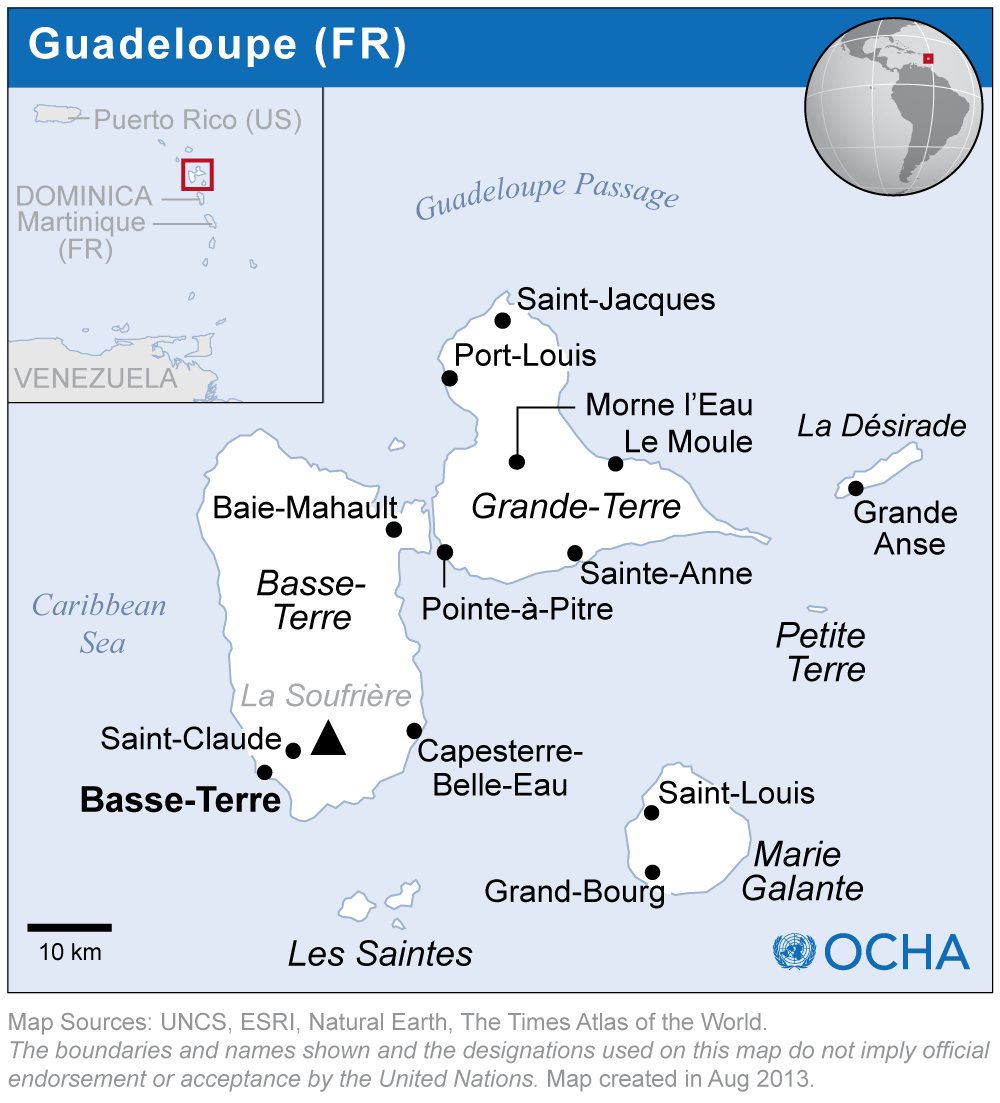 Guadeloupe (FR)
Puerto Rico (US)
DOMINICA
Martinique
(FR)
VENEZUELA
Guadeloupe Passage
Saint-Jacques
Port-Louis
Morne l’Eau
Le Moule
La Désirade
Baie-Mahault
Grande-Terre
Grande
Anse
Basse-
Terre
Sainte-Anne
Pointe-à-Pitre
Caribbean
Sea
Petite
Terre
La Soufrière
Saint-Claude
Capesterre-
Belle-Eau
Basse-Terre
Saint-Louis
Marie
Galante
Grand-Bourg
Les Saintes
10 km
OCHA
Map Sources: UNCS, ESRI, Natural Earth, The Times Atlas of the World.
The boundaries and names shown and the designations used on this map do not imply official
endorsement or acceptance by the United Nations. Map created in Aug 2013.